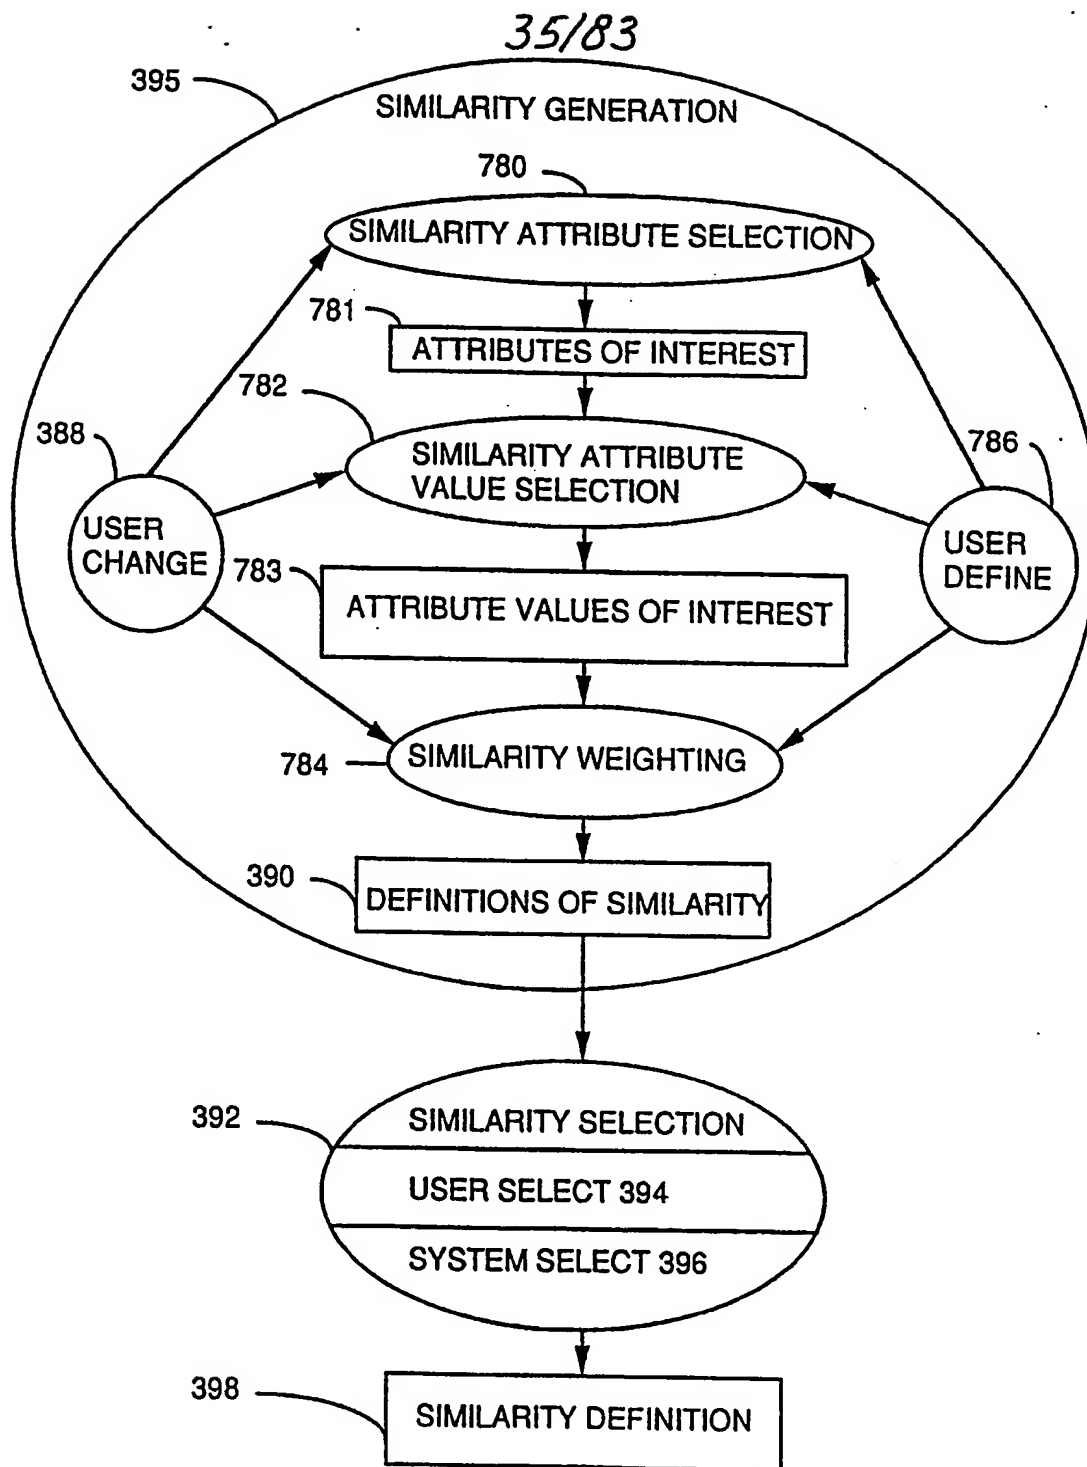 35/83
395
SIMILARITY GENERATION
780
SIMILARITY ATTRIBUTE SELECTION
781
ATTRIBUTES OF INTEREST
782
388
SIMILARITY ATTRIBUTE
VALUE SELECTION
786
USER
CHANGE
USER
DEFINE
783
ATTRIBUTE VALUES OF INTEREST
784
SIMILARITY WEIGHTING
390
DEFINITIONS OF SIMILARITY
392
SIMILARITY SELECTION
USER SELECT 394
SYSTEM SELECT 396
398
SIMILARITY DEFINITION